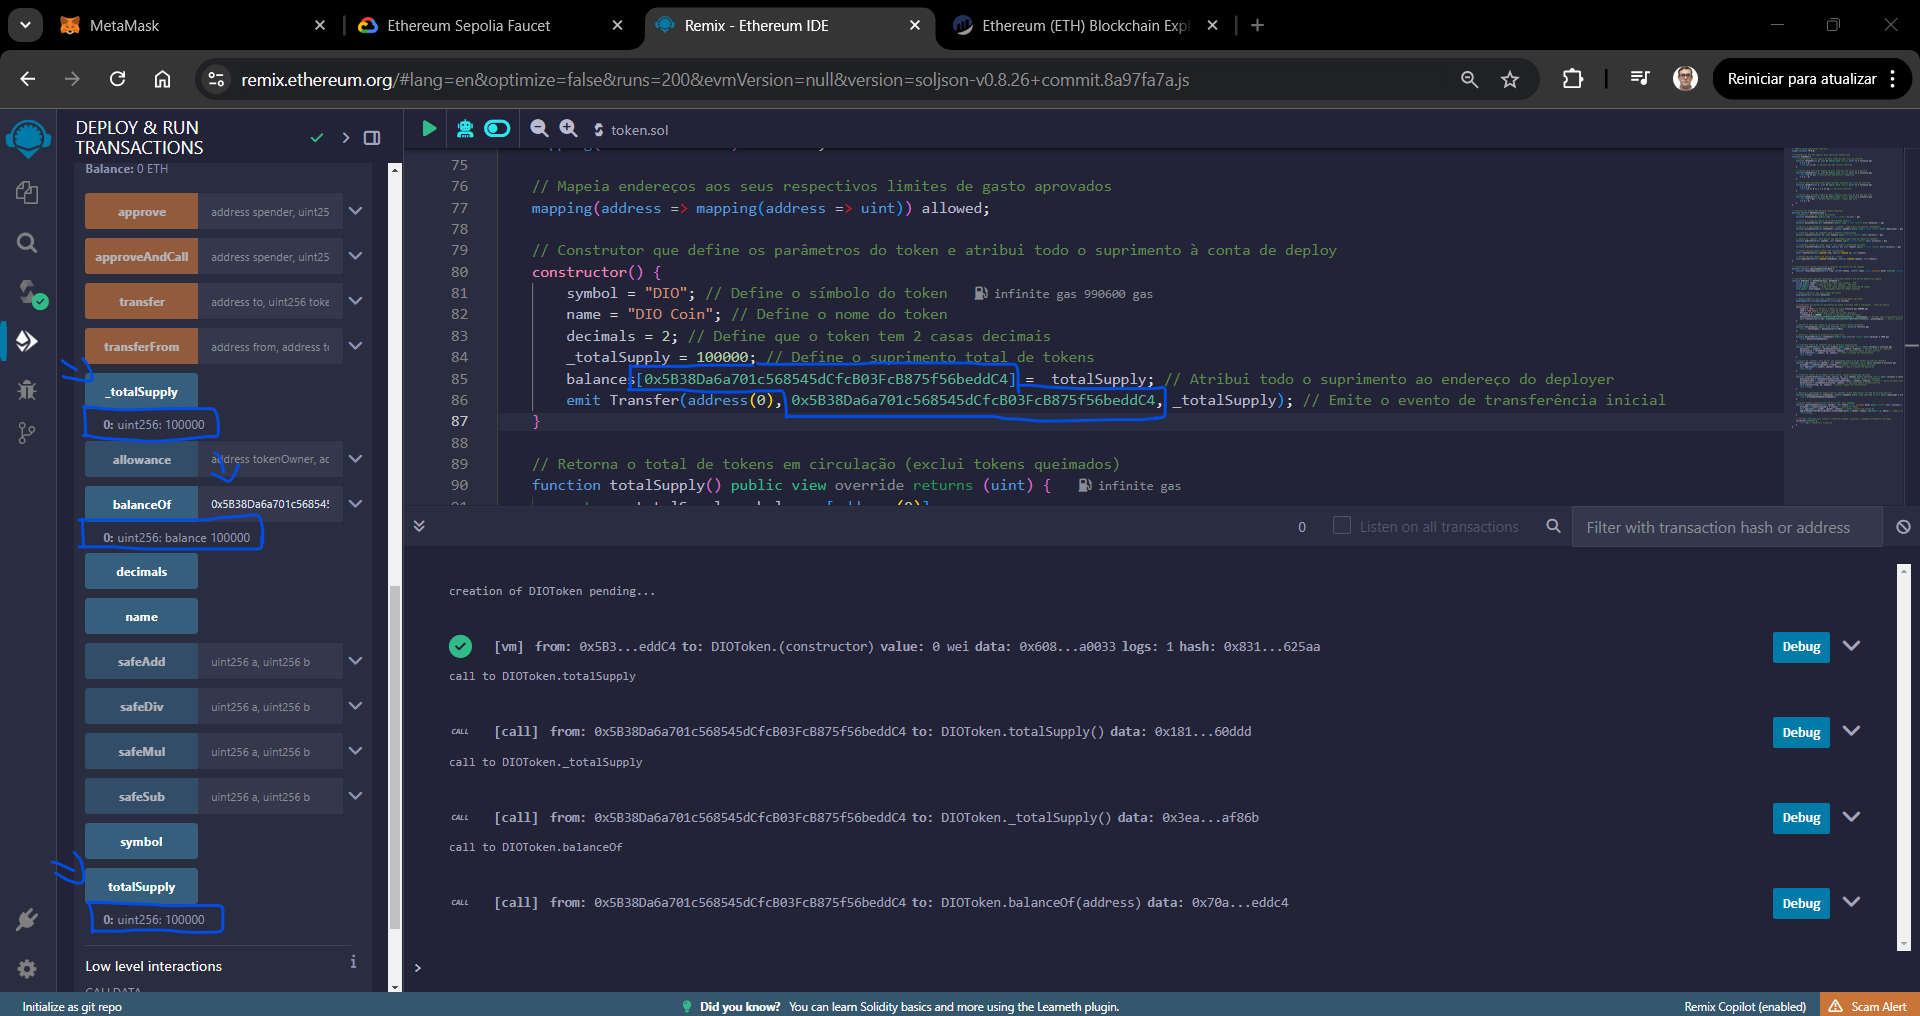 MetaMask
Ethereum Sepolia Faucet
Remix - Ethereum IDE
Ethereum (ETH) Blockchain Exp
remix.ethereum.org/#lang=en&optimize=false&runs=200&evmVersion=null&version=soljson-v0.8.26+commit.8a97fa7a.js
Reiniciar para atualizar
DEPLOY & RUN
TRANSACTIONS
Balance: 0 ETH
approve address spender, uint25
approveAndCall address spender, uint25
transfer address to, uint256 toke
transferFrom address from, address t
_totalSupply
0: uint256: 100000
allowance address tokenOwner, ac
balanceOf 0x5B38Da6a701c568545
0: uint256: balance 100000
decimals
name
safeAdd uint256 a, uint256 b
safeDiv uint256 a, uint256 b
safeMul uint256 a, uint256 b
safeSub uint256 a, uint256 b
symbol
totalSupply
0: uint256: 100000
Low level interactions
CALLDATA
token.sol
75
76 // Mapeia endereços aos seus respectivos limites de gasto aprovados
77 mapping(address => mapping(address => uint)) allowed;
78
79 // Construtor que define os parâmetros do token e atribui todo o suprimento à conta de deploy
80 constructor() {
81 symbol = "DIO"; // Define o símbolo do token infinite gas 990600 gas
82 name = "DIO Coin"; // Define o nome do token
83 decimals = 2; // Define que o token tem 2 casas decimais
84 _totalSupply = 100000; // Define o suprimento total de tokens
85 balances[0x5B38Da6a701c568545dCfcB03FcB875f56beddC4] = _totalSupply; // Atribui todo o suprimento ao endereço do deployer
86 emit Transfer(address(0), 0x5B38Da6a701c568545dCfcB03FcB875f56beddC4, _totalSupply); // Emite o evento de transferência inicial
87 }
88
89 // Retorna o total de tokens em circulação (exclui tokens queimados)
90 function totalSupply() public view override returns (uint) { infinite gas
0 Listen on all transactions Filter with transaction hash or address
creation of DIOToken pending...
[vm] from: 0x5B3...eddC4 to: DIOToken.(constructor) value: 0 wei data: 0x608...a0033 logs: 1 hash: 0x831...625aa Debug
call to DIOToken.totalSupply
CALL [call] from: 0x5B38Da6a701c568545dCfcB03FcB875f56beddC4 to: DIOToken.totalSupply() data: 0x181...60ddd Debug
call to DIOToken._totalSupply
CALL [call] from: 0x5B38Da6a701c568545dCfcB03FcB875f56beddC4 to: DIOToken._totalSupply() data: 0x3ea...af86b Debug
call to DIOToken.balanceOf
CALL [call] from: 0x5B38Da6a701c568545dCfcB03FcB875f56beddC4 to: DIOToken.balanceOf(address) data: 0x70a...eddc4 Debug
>
Initialize as git repo
Did you know? You can learn Solidity basics and more using the Learneth plugin.
Remix Copilot (enabled)
Scam Alert